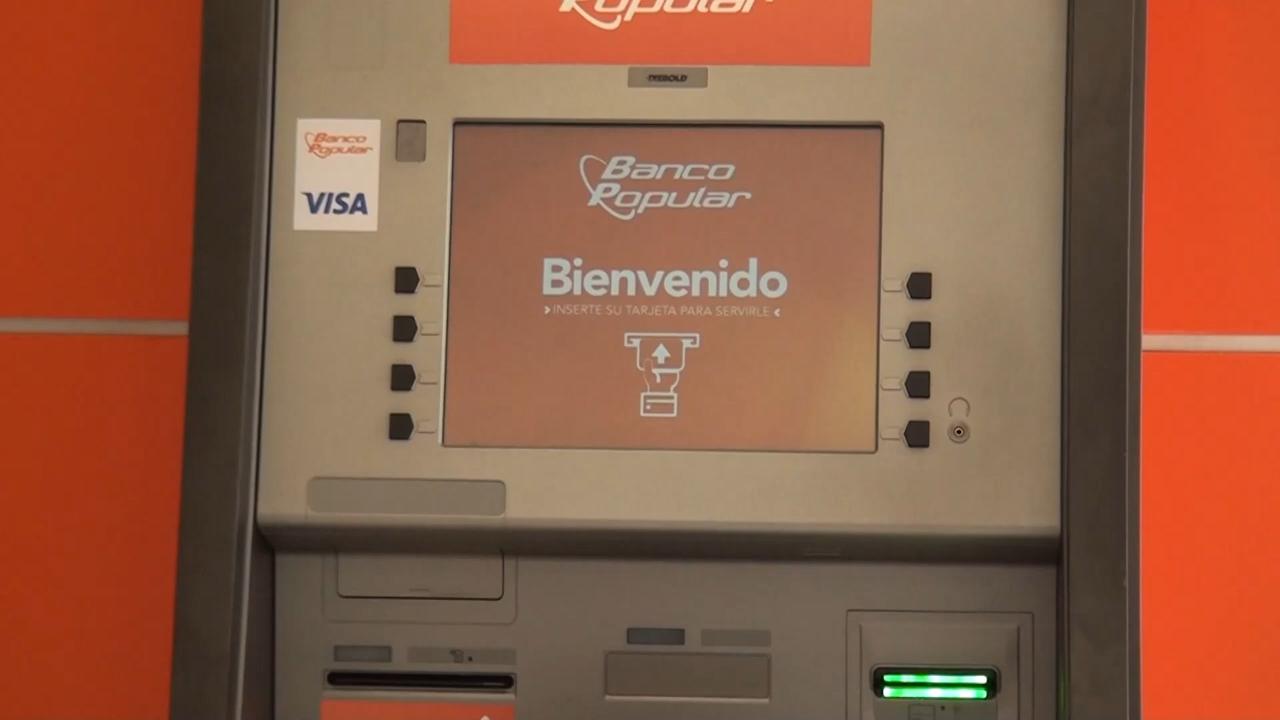 Popular
DIEBOLD
Banco
Popular
VISA
Banco
Popular
Bienvenido
› INSERTE SU TARJETA PARA SERVIRLE ‹